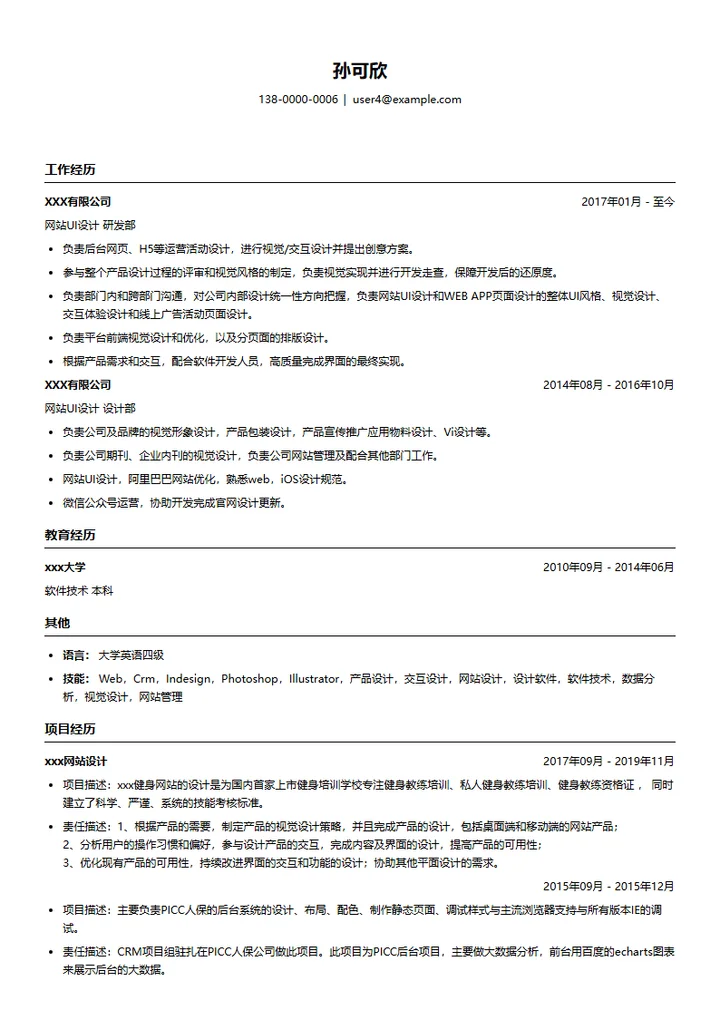 孙可欣
138-0000-0006 | user4@example.com
工作经历
XXX有限公司 2017年01月 - 至今
网站UI设计 研发部
• 负责后台网页、H5等运营活动设计，进行视觉/交互设计并提出创意方案。
• 参与整个产品设计过程的评审和视觉风格的制定，负责视觉实现并进行开发走查，保障开发后的还原度。
• 负责部门内和跨部门沟通，对公司内部设计统一性方向把握，负责网站UI设计和WEB APP页面设计的整体UI风格、视觉设计、
交互体验设计和线上广告活动页面设计。
• 负责平台前端视觉设计和优化，以及分页面的排版设计。
• 根据产品需求和交互，配合软件开发人员，高质量完成界面的最终实现。
XXX有限公司 2014年08月 - 2016年10月
网站UI设计 设计部
• 负责公司及品牌的视觉形象设计，产品包装设计，产品宣传推广应用物料设计、Vi设计等。
• 负责公司期刊、企业内刊的视觉设计，负责公司网站管理及配合其他部门工作。
• 网站UI设计，阿里巴巴网站优化，熟悉web，iOS设计规范。
• 微信公众号运营，协助开发完成官网设计更新。
教育经历
xxx大学 2010年09月 - 2014年06月
软件技术 本科
其他
• 语言： 大学英语四级
• 技能： Web，Crm，Indesign，Photoshop，Illustrator，产品设计，交互设计，网站设计，设计软件，软件技术，数据分
析，视觉设计，网站管理
项目经历
xxx网站设计 2017年09月 - 2019年11月
• 项目描述：xxx健身网站的设计是为国内首家上市健身培训学校专注健身教练培训、私人健身教练培训、健身教练资格证 ， 同时
建立了科学、严谨、系统的技能考核标准。
• 责任描述：1、根据产品的需要，制定产品的视觉设计策略，并且完成产品的设计，包括桌面端和移动端的网站产品；
2、分析用户的操作习惯和偏好，参与设计产品的交互，完成内容及界面的设计，提高产品的可用性；
3、优化现有产品的可用性，持续改进界面的交互和功能的设计；协助其他平面设计的需求。
2015年09月 - 2015年12月
• 项目描述：主要负责PICC人保的后台系统的设计、布局、配色、制作静态页面、调试样式与主流浏览器支持与所有版本IE的调
试。
• 责任描述：CRM项目组驻扎在PICC人保公司做此项目。此项目为PICC后台项目，主要做大数据分析，前台用百度的echarts图表
来展示后台的大数据。